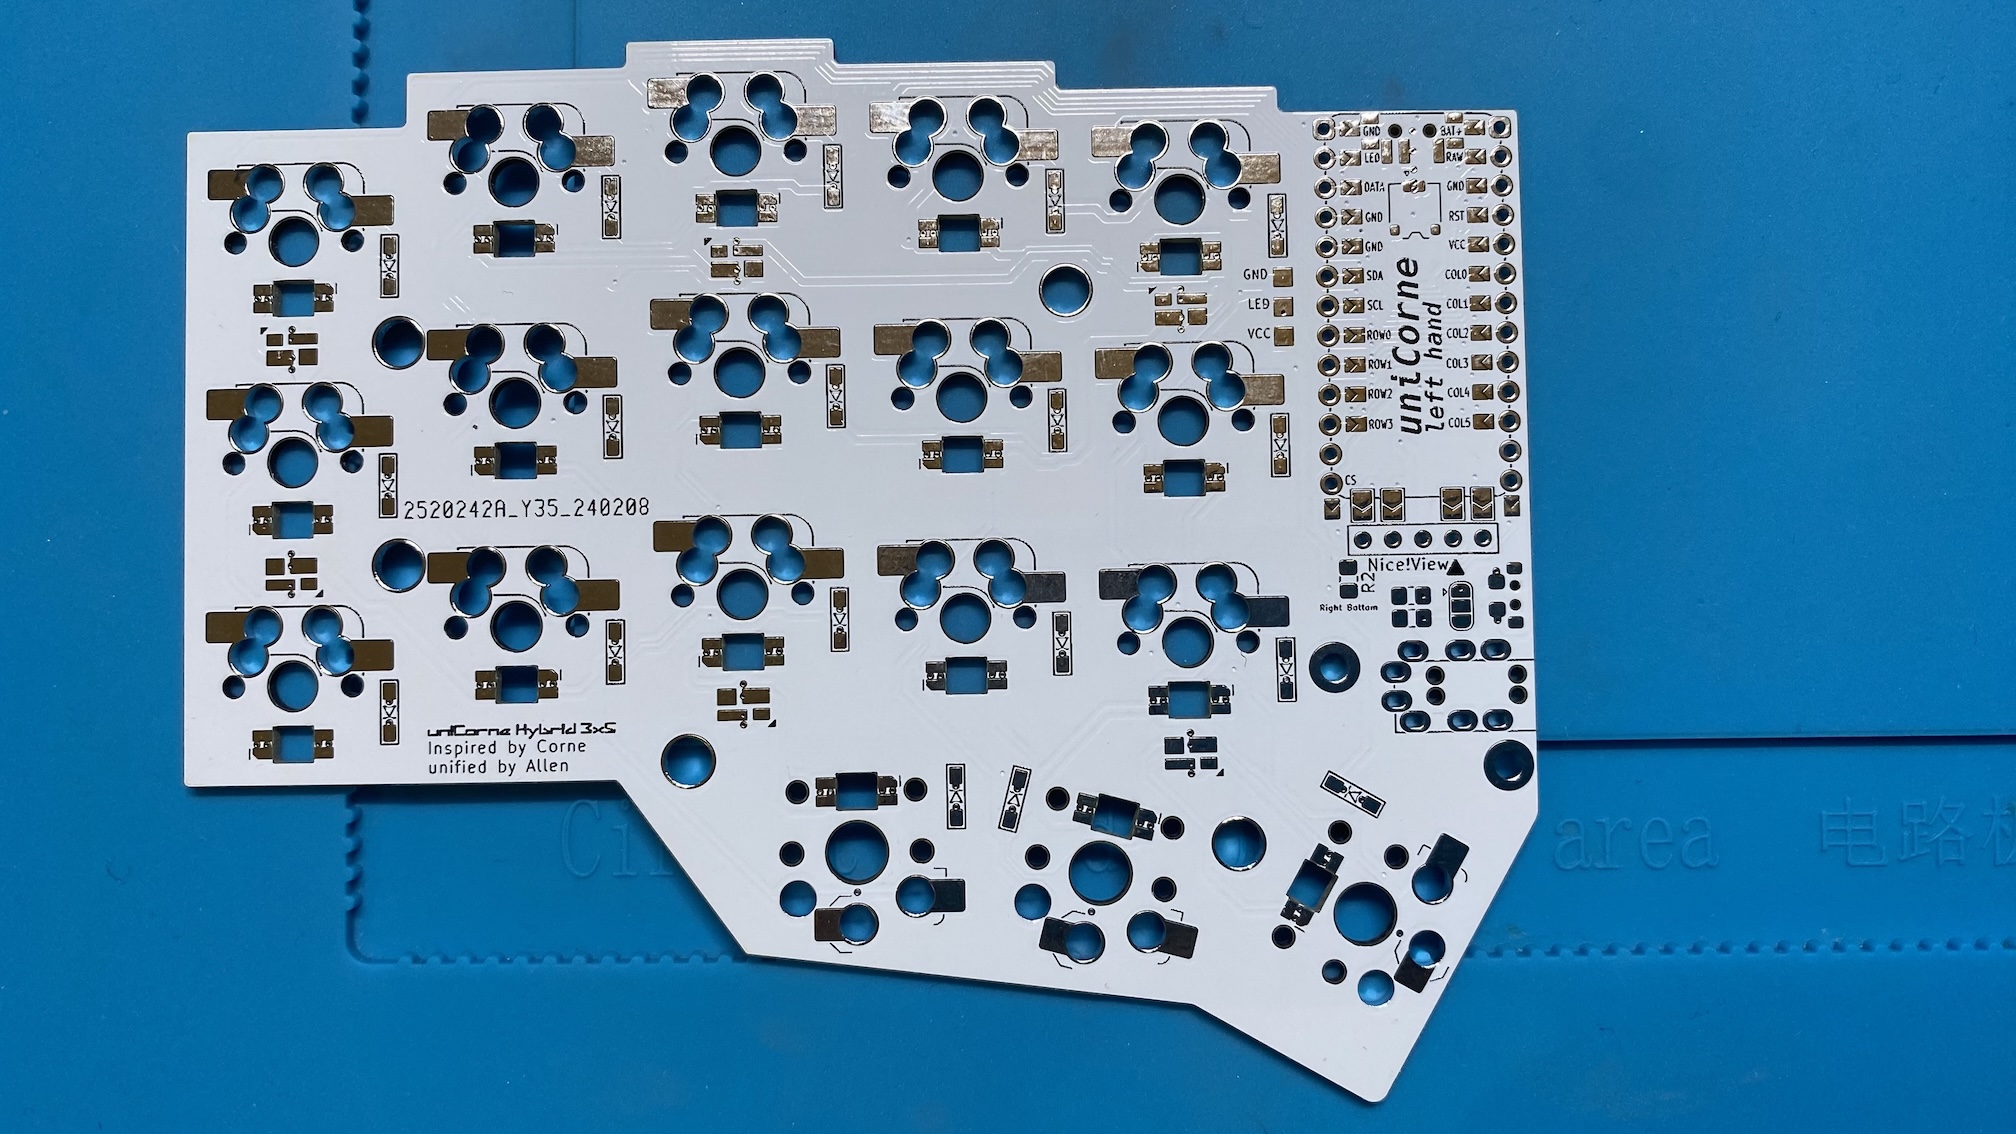 GND
BAT+
LED
RAW
DATA
GND
GND
RST
GND
VCC
SDA
COL0
SCL
COL1
ROW0
COL2
ROW1
COL3
ROW2
COL4
ROW3
COL5
CS
uniCorne
left hand
GND
LED
VCC
2520242A_Y35_240208
Nice!View
R2
Right Bottom
uniCorne Hybrid 3x5
Inspired by Corne
unified by Allen
area
电路